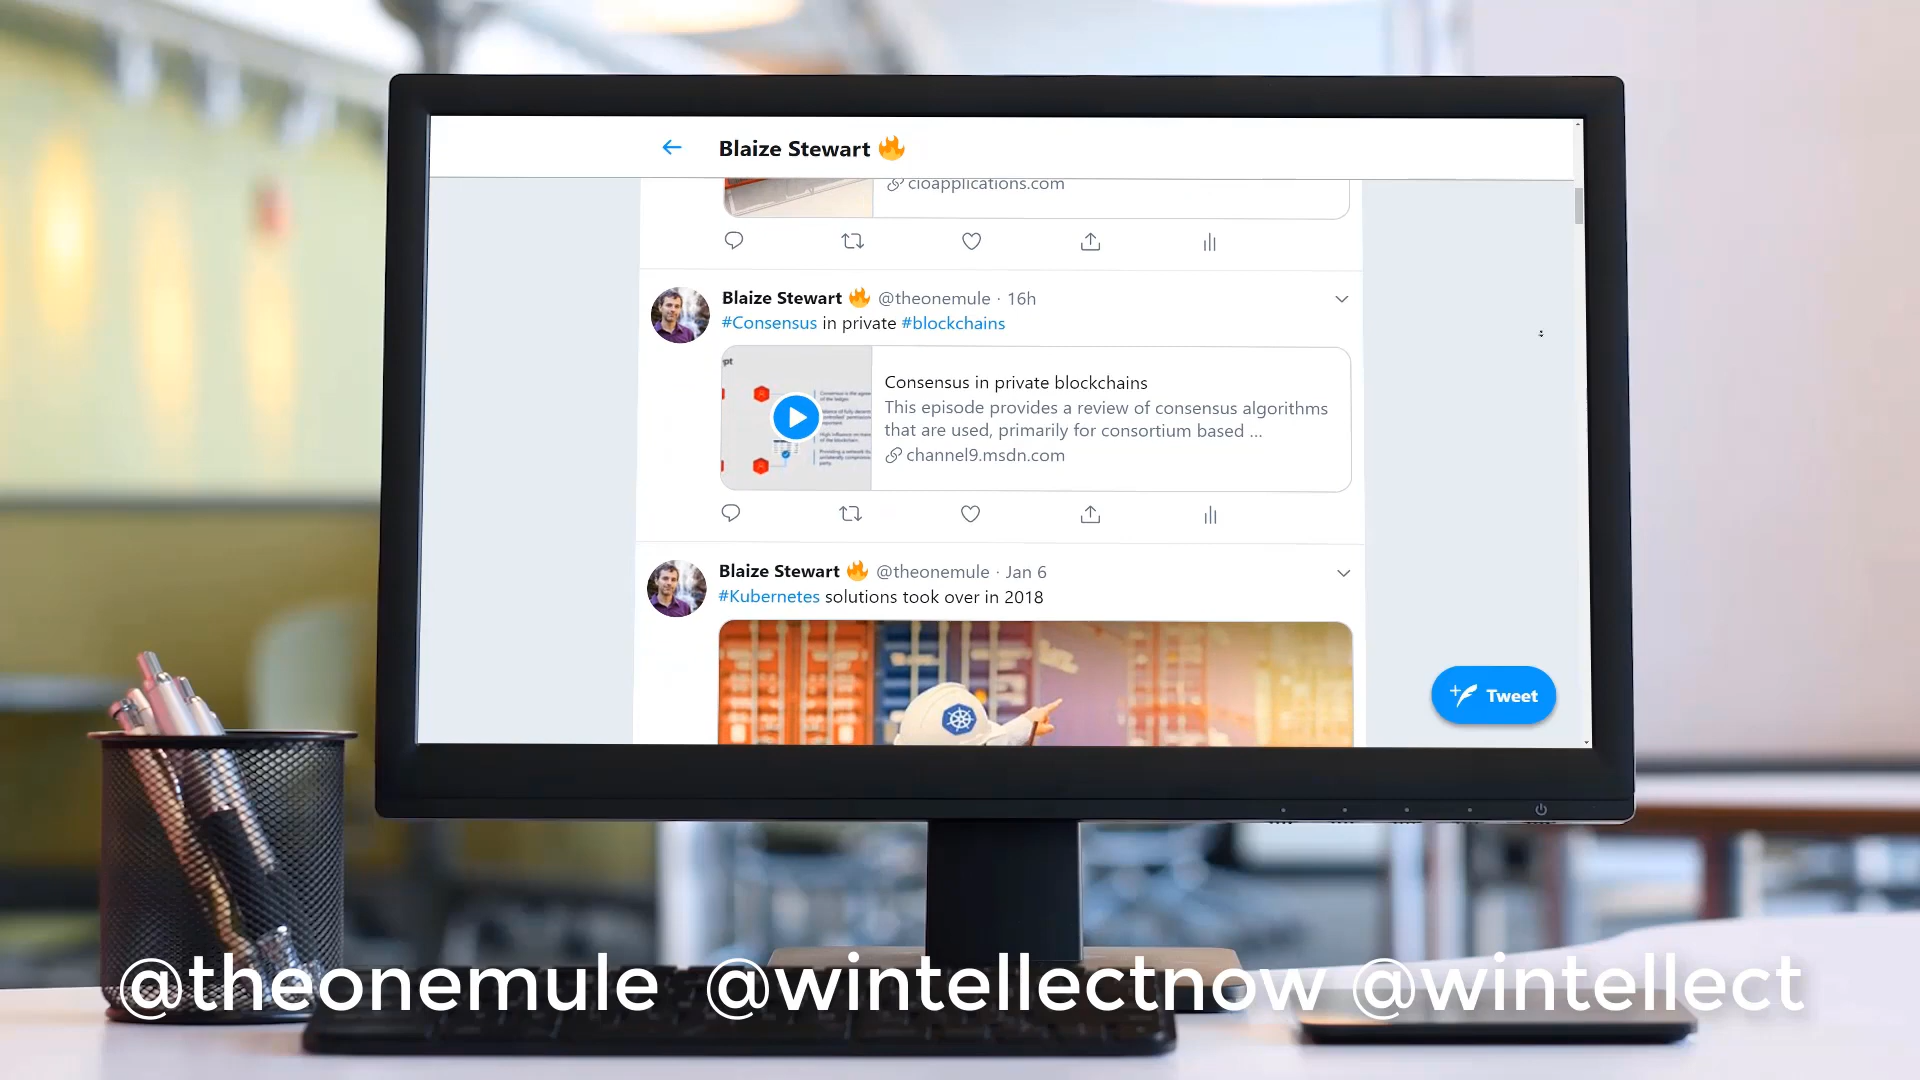 Blaize Stewart 🔥
cioapplications.com
Blaize Stewart 🔥 @theonemule · 16h
#Consensus in private #blockchains
pt
Consensus in private blockchains
This episode provides a review of consensus algorithms
that are used, primarily for consortium based ...
channel9.msdn.com
Blaize Stewart 🔥 @theonemule · Jan 6
#Kubernetes solutions took over in 2018
Tweet
@theonemule @wintellectnow @wintellect